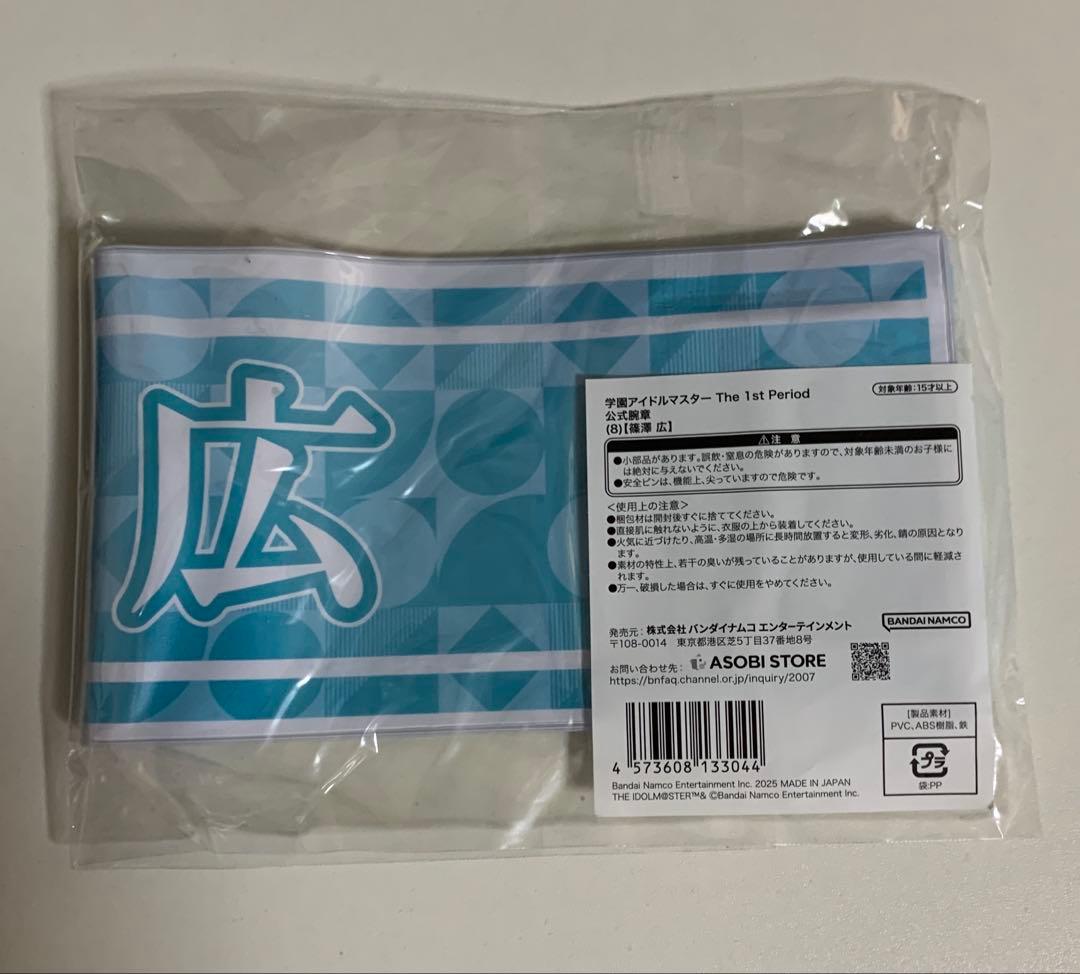 広
学園アイドルマスター The 1st Period
対象年齢:15才以上
公式腕章
(8)【篠澤 広】
⚠注 意
●小部品があります。誤飲・窒息の危険がありますので、対象年齢未満のお子様に
は絶対に与えないでください。
●安全ピンは、機能上、尖っていますので危険です。
<使用上の注意>
●梱包材は開封後すぐに捨ててください。
●直接肌に触れないように、衣服の上から装着してください。
●火気に近づけたり、高温・多湿の場所に長時間放置すると変形、劣化、錆の原因となり
ます。
●素材の特性上、若干の臭いが残っていることがありますが、使用している間に軽減さ
れます。
●万一、破損した場合は、すぐに使用をやめてください。
発売元:株式会社 バンダイナムコ エンターテインメント
〒108-0014 東京都港区芝5丁目37番地8号
BANDAI NAMCO
お問い合わせ先: ASOBI STORE
https://bnfaq.channel.or.jp/inquiry/2007
4 573608 133044
[製品素材]
PVC、ABS樹脂、鉄
プラ
袋:PP
Bandai Namco Entertainment Inc. 2025 MADE IN JAPAN
THE IDOLM@STER™& ©Bandai Namco Entertainment Inc.